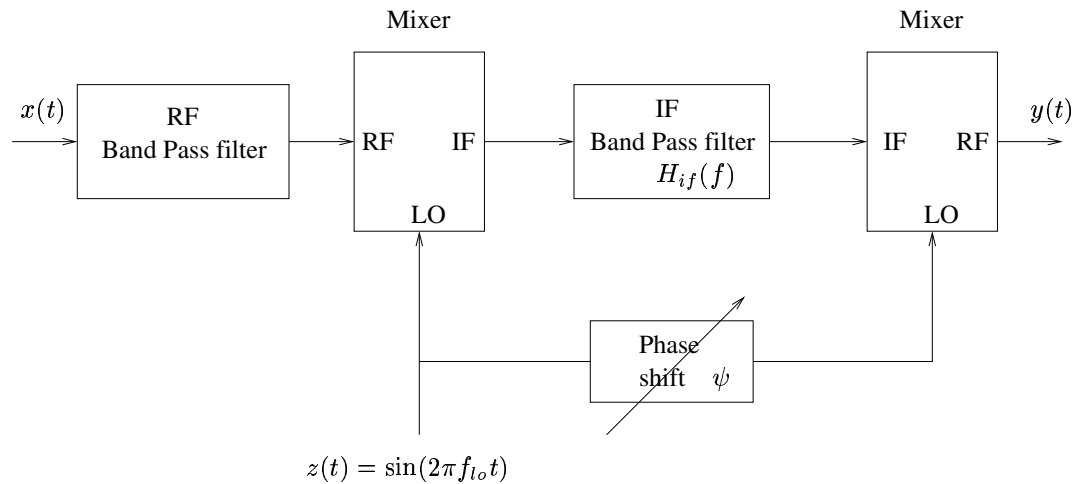 Mixer
Mixer
x(t)
RF
Band Pass filter
RF
IF
LO
IF
Band Pass filter
H_{if}(f)
IF
RF
LO
y(t)
Phase
shift ψ
z(t) = sin(2πf_{lo}t)